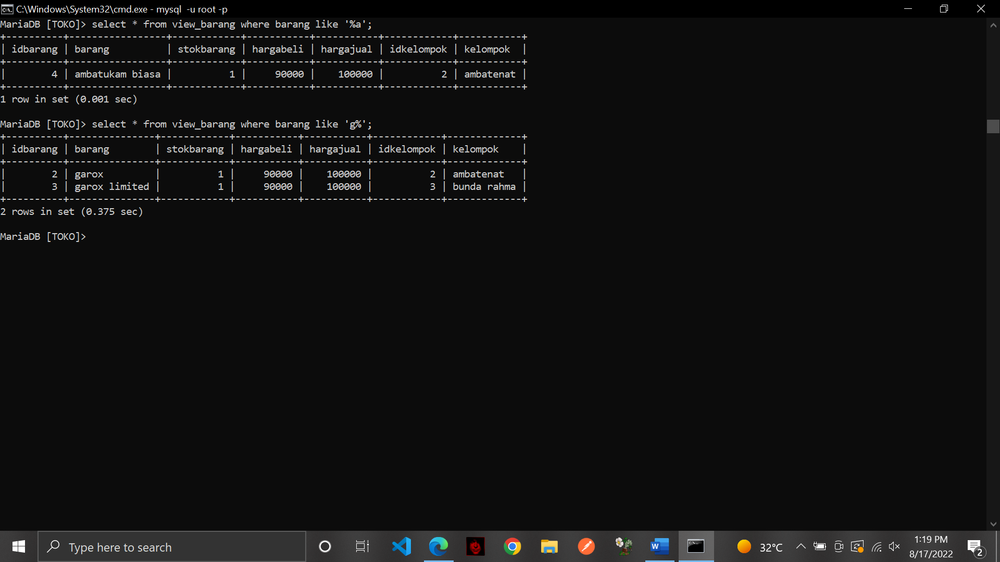 C:\Windows\System32\cmd.exe - mysql  -u root -p
MariaDB [TOKO]> select * from view_barang where barang like '%a';
+----------+-----------------+------------+-----------+-----------+------------+-----------+
| idbarang | barang          | stokbarang | hargabeli | hargajual | idkelompok | kelompok  |
+----------+-----------------+------------+-----------+-----------+------------+-----------+
|        4 | ambatukam biasa |          1 |     90000 |    100000 |          2 | ambatenat |
+----------+-----------------+------------+-----------+-----------+------------+-----------+
1 row in set (0.001 sec)
MariaDB [TOKO]> select * from view_barang where barang like 'g%';
+----------+---------------+------------+-----------+-----------+------------+-------------+
| idbarang | barang        | stokbarang | hargabeli | hargajual | idkelompok | kelompok    |
+----------+---------------+------------+-----------+-----------+------------+-------------+
|        2 | garox         |          1 |     90000 |    100000 |          2 | ambatenat   |
|        3 | garox limited |          1 |     90000 |    100000 |          3 | bunda rahma |
+----------+---------------+------------+-----------+-----------+------------+-------------+
2 rows in set (0.375 sec)
MariaDB [TOKO]>
Type here to search
32°C
1:19 PM
8/17/2022
2